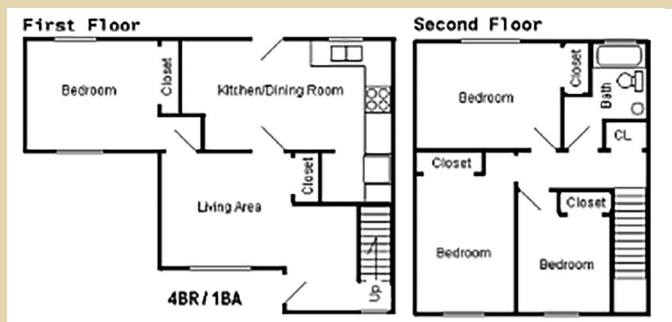 First Floor
Bedroom
Closet
Kitchen/Dining Room
Closet
Living Area
Up
4BR/1BA
Second Floor
Bedroom
Closet
Bath
CL
Closet
Closet
Bedroom
Bedroom